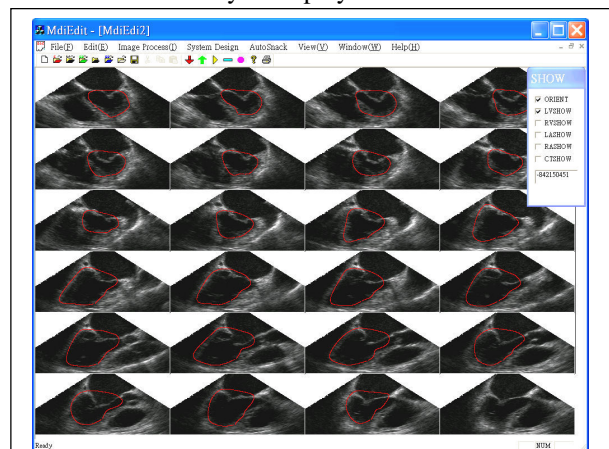 MdiEdit - [MdiEdi2]
File(F) Edit(E) Image Process(I) System Design AutoSnack View(V) Window(W) Help(H)
SHOW
ORIENT
LVSHOW
RVSHOW
LASHOW
RASHOW
CTSHOW
-842150451
Ready NUM